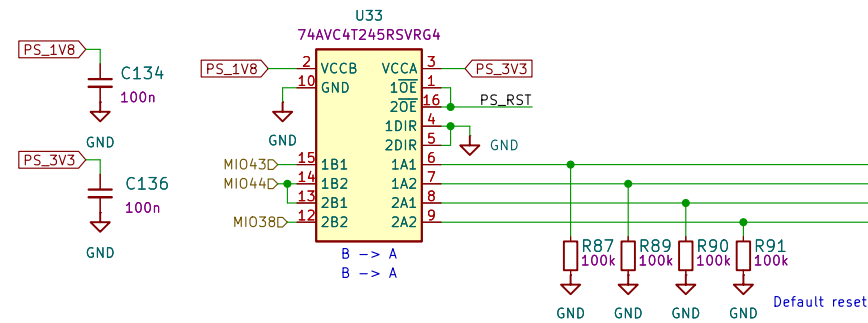 U33
74AVC4T245RSVRG4
PS_1V8
C134
100n
GND
PS_3V3
C136
100n
GND
PS_1V8
2 VCCB VCCA 3
PS_3V3
10 GND 1OE 1
2OE 16 PS_RST
1DIR 4
GND
2DIR 5
GND
MIO43 15 1B1 1A1 6
MIO44 14 1B2 1A2 7
13 2B1 2A1 8
MIO38 12 2B2 2A2 9
B -> A
B -> A
R87
100k
R89
100k
R90
100k
R91
100k
GND
GND
GND
GND
Default reset